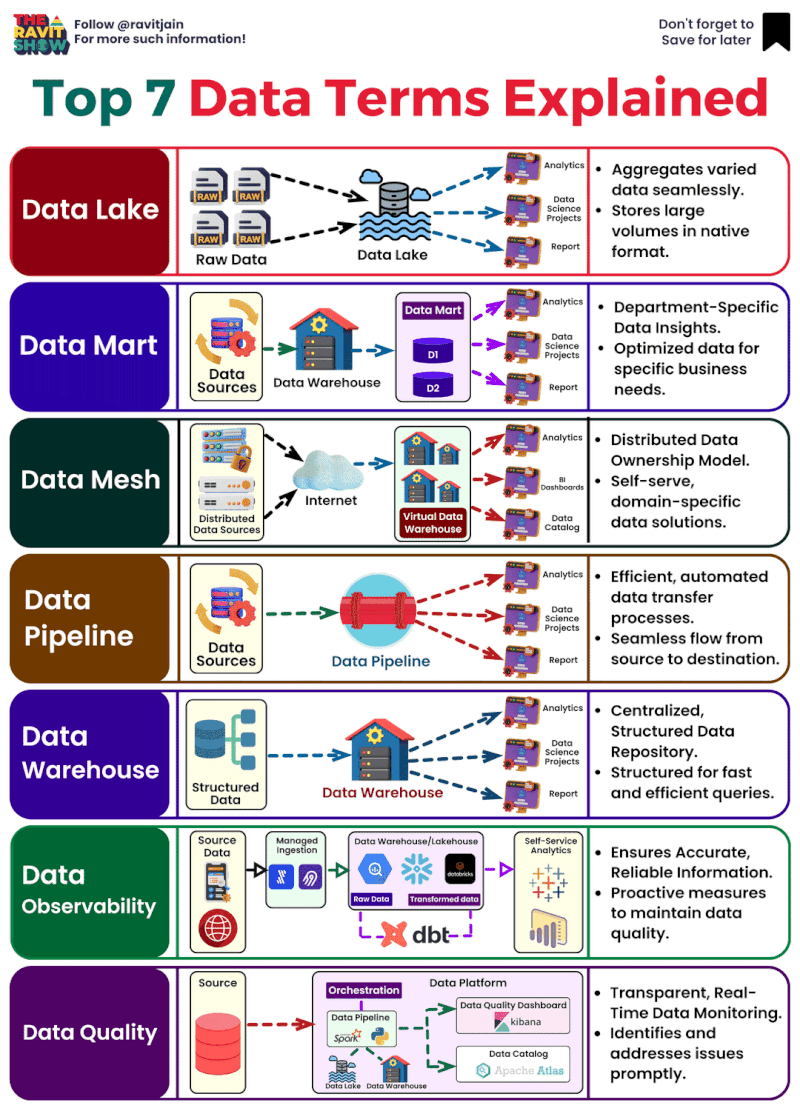 THE
RAVIT
SHOW
Follow @ravitjain
For more such information!
Don't forget to
Save for later
Top 7 Data Terms Explained
Data Lake
RAW
RAW
RAW
RAW
Raw Data
Data Lake
Analytics
Data
Science
Projects
Report
• Aggregates varied
data seamlessly.
• Stores large
volumes in native
format.
Data Mart
Data
Sources
Data Warehouse
Data Mart
D1
D2
Analytics
Data
Science
Projects
Report
• Department-Specific
Data Insights.
• Optimized data for
specific business
needs.
Data Mesh
Distributed
Data Sources
Internet
Virtual Data
Warehouse
Analytics
BI
Dashboards
Data
Catalog
• Distributed Data
Ownership Model.
• Self-serve,
domain-specific
data solutions.
Data
Pipeline
Data
Sources
Data Pipeline
Analytics
Data
Science
Projects
Report
• Efficient, automated
data transfer
processes.
• Seamless flow from
source to destination.
Data
Warehouse
Structured
Data
Data Warehouse
Analytics
Data
Science
Projects
Report
• Centralized,
Structured Data
Repository.
• Structured for fast
and efficient queries.
Data
Observability
Source
Data
Managed
Ingestion
Data Warehouse/Lakehouse
databricks
Raw Data
Transformed data
dbt
Self-Service
Analytics
• Ensures Accurate,
Reliable Information.
• Proactive measures
to maintain data
quality.
Data Quality
Source
Data Platform
Orchestration
Data Pipeline
Spark
Data Lake
Data Warehouse
Data Quality Dashboard
kibana
Data Catalog
Apache Atlas
• Transparent, Real-
Time Data Monitoring.
• Identifies and
addresses issues
promptly.